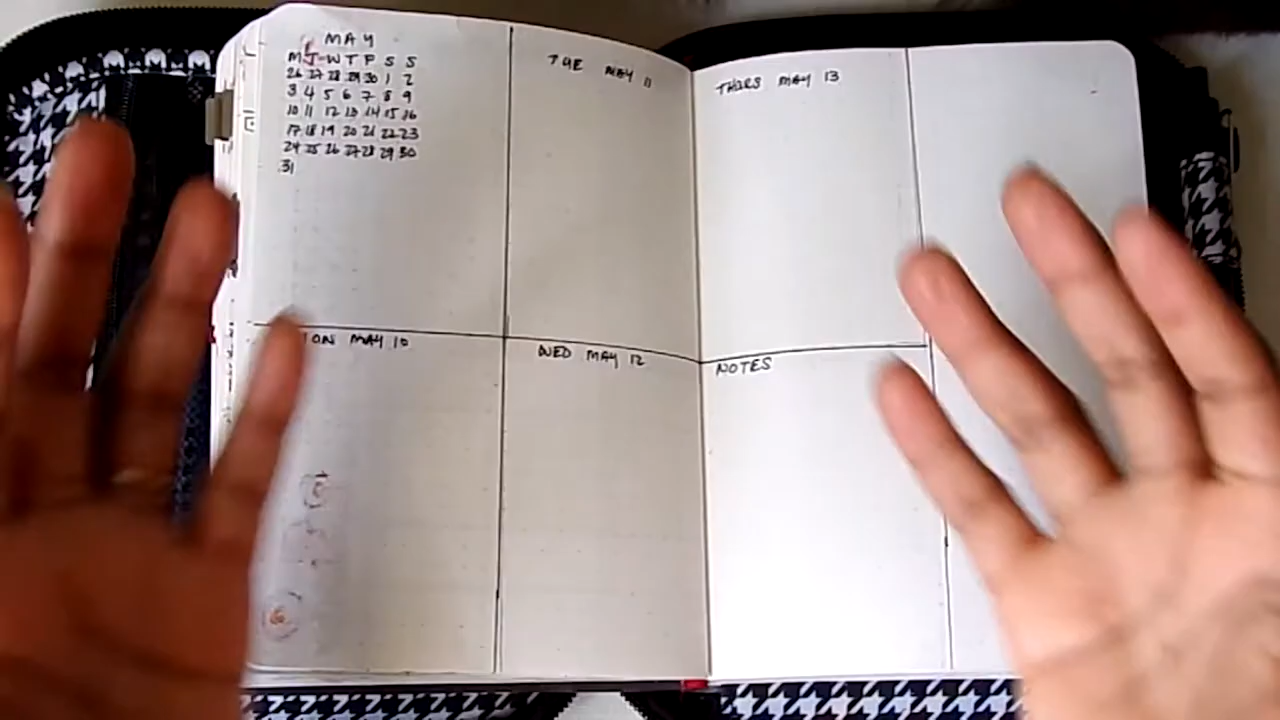 MAY
M T W T F S S
26 27 28 29 30 1 2
3 4 5 6 7 8 9
10 11 12 13 14 15 16
17 18 19 20 21 22 23
24 25 26 27 28 29 30
31
TUE MAY 11
THURS MAY 13
ON MAY 10
WED MAY 12
NOTES